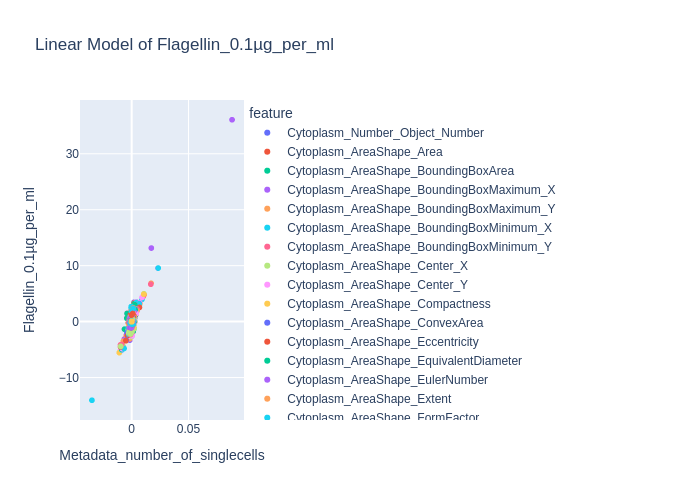 Linear Model of Flagellin_0.1µg_per_ml
feature
Cytoplasm_Number_Object_Number
Cytoplasm_AreaShape_Area
Cytoplasm_AreaShape_BoundingBoxArea
Cytoplasm_AreaShape_BoundingBoxMaximum_X
Cytoplasm_AreaShape_BoundingBoxMaximum_Y
Cytoplasm_AreaShape_BoundingBoxMinimum_X
Cytoplasm_AreaShape_BoundingBoxMinimum_Y
Cytoplasm_AreaShape_Center_X
Cytoplasm_AreaShape_Center_Y
Cytoplasm_AreaShape_Compactness
Cytoplasm_AreaShape_ConvexArea
Cytoplasm_AreaShape_Eccentricity
Cytoplasm_AreaShape_EquivalentDiameter
Cytoplasm_AreaShape_EulerNumber
Cytoplasm_AreaShape_Extent
Cytoplasm_AreaShape_FormFactor
30
20
10
0
−10
Flagellin_0.1µg_per_ml
0 0.05
Metadata_number_of_singlecells